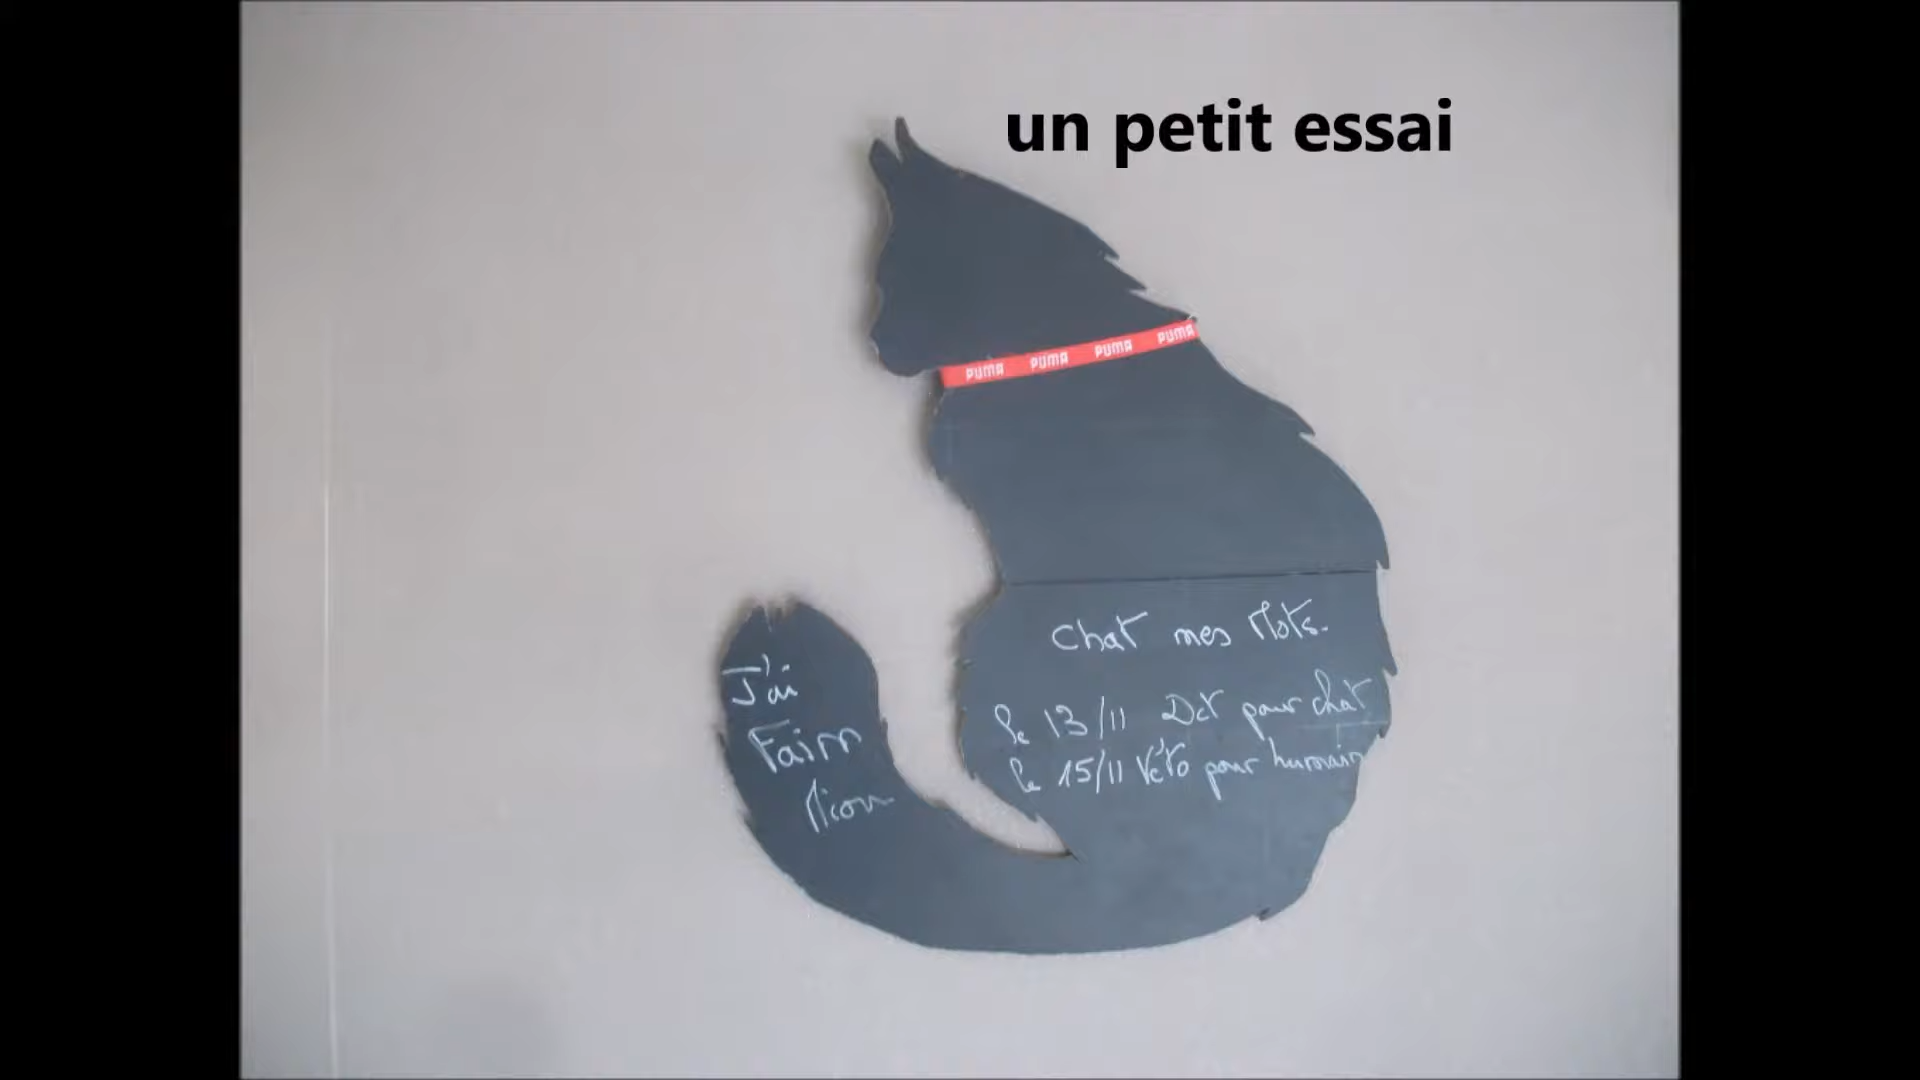 un petit essai
PUMA PUMA PUMA PUMA
Chat mes Mots.
le 13/11 Dct pour chat
le 15/11 Véto pour humain
J'ai
Faim
Miou